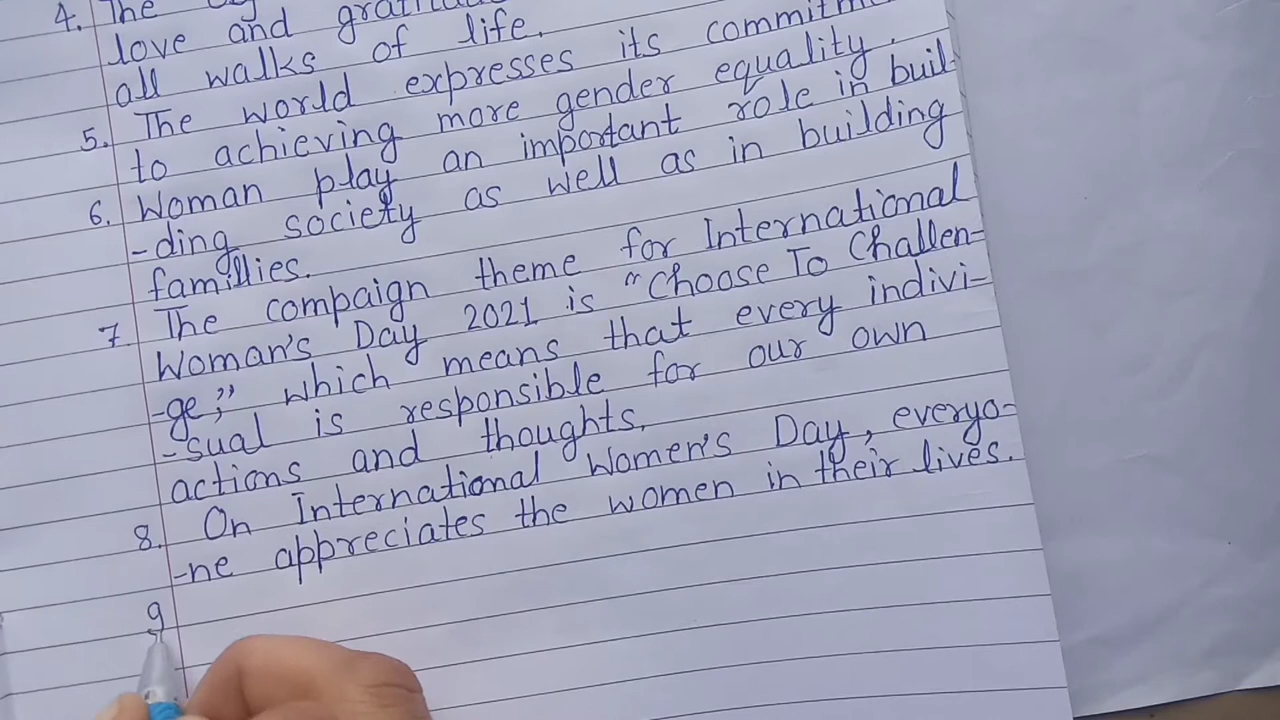 4. The
love and gratitude
all walks of life.
5. The world expresses its commitm
to achieving more gender equality.
6. Woman play an important role in buil-
-ding society as well as in building
families.
7. The compaign theme for International
Woman's Day 2021 is "Choose To Challen-
-ge," which means that every indivi-
-sual is responsible for our own
actions and thoughts.
8. On International Women's Day, everyo-
-ne appreciates the women in their lives.
9